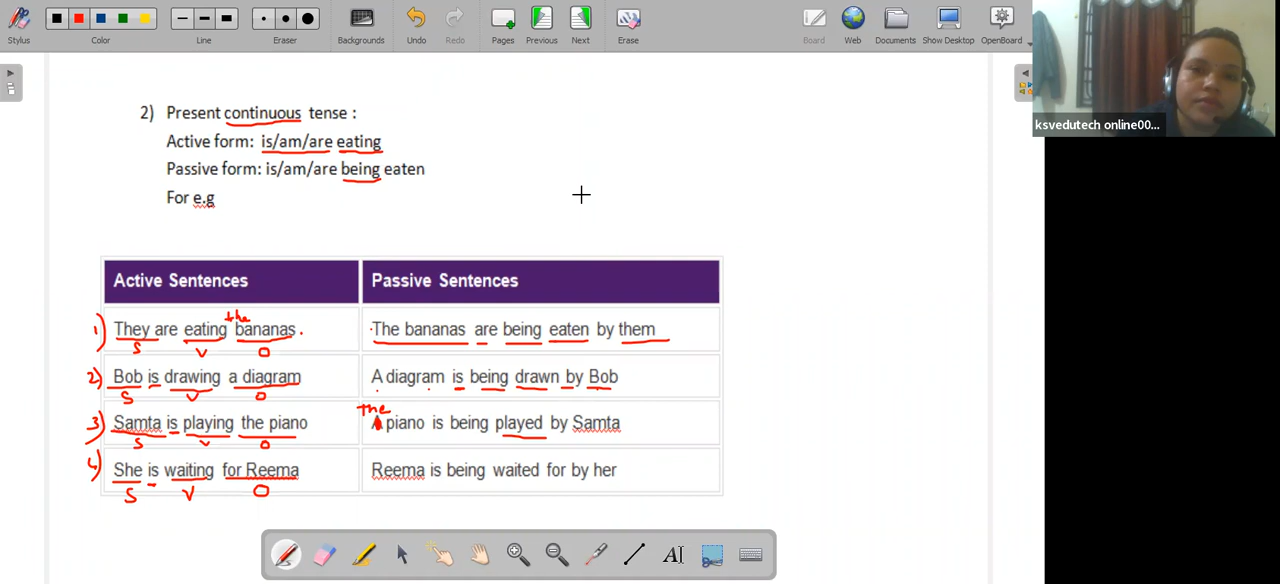 Stylus Color Line Eraser Backgrounds Undo Redo Pages Previous Next Erase Board Web Documents Show Desktop OpenBoard
ksvedutech online00...
2) Present continuous tense :
Active form: is/am/are eating
Passive form: is/am/are being eaten
For e.g
Active Sentences Passive Sentences
the
1) They are eating bananas. The bananas are being eaten by them
S V O
2) Bob is drawing a diagram A diagram is being drawn by Bob
S V O
the
3) Samta is playing the piano A piano is being played by Samta
S V O
4) She is waiting for Reema Reema is being waited for by her
S V O